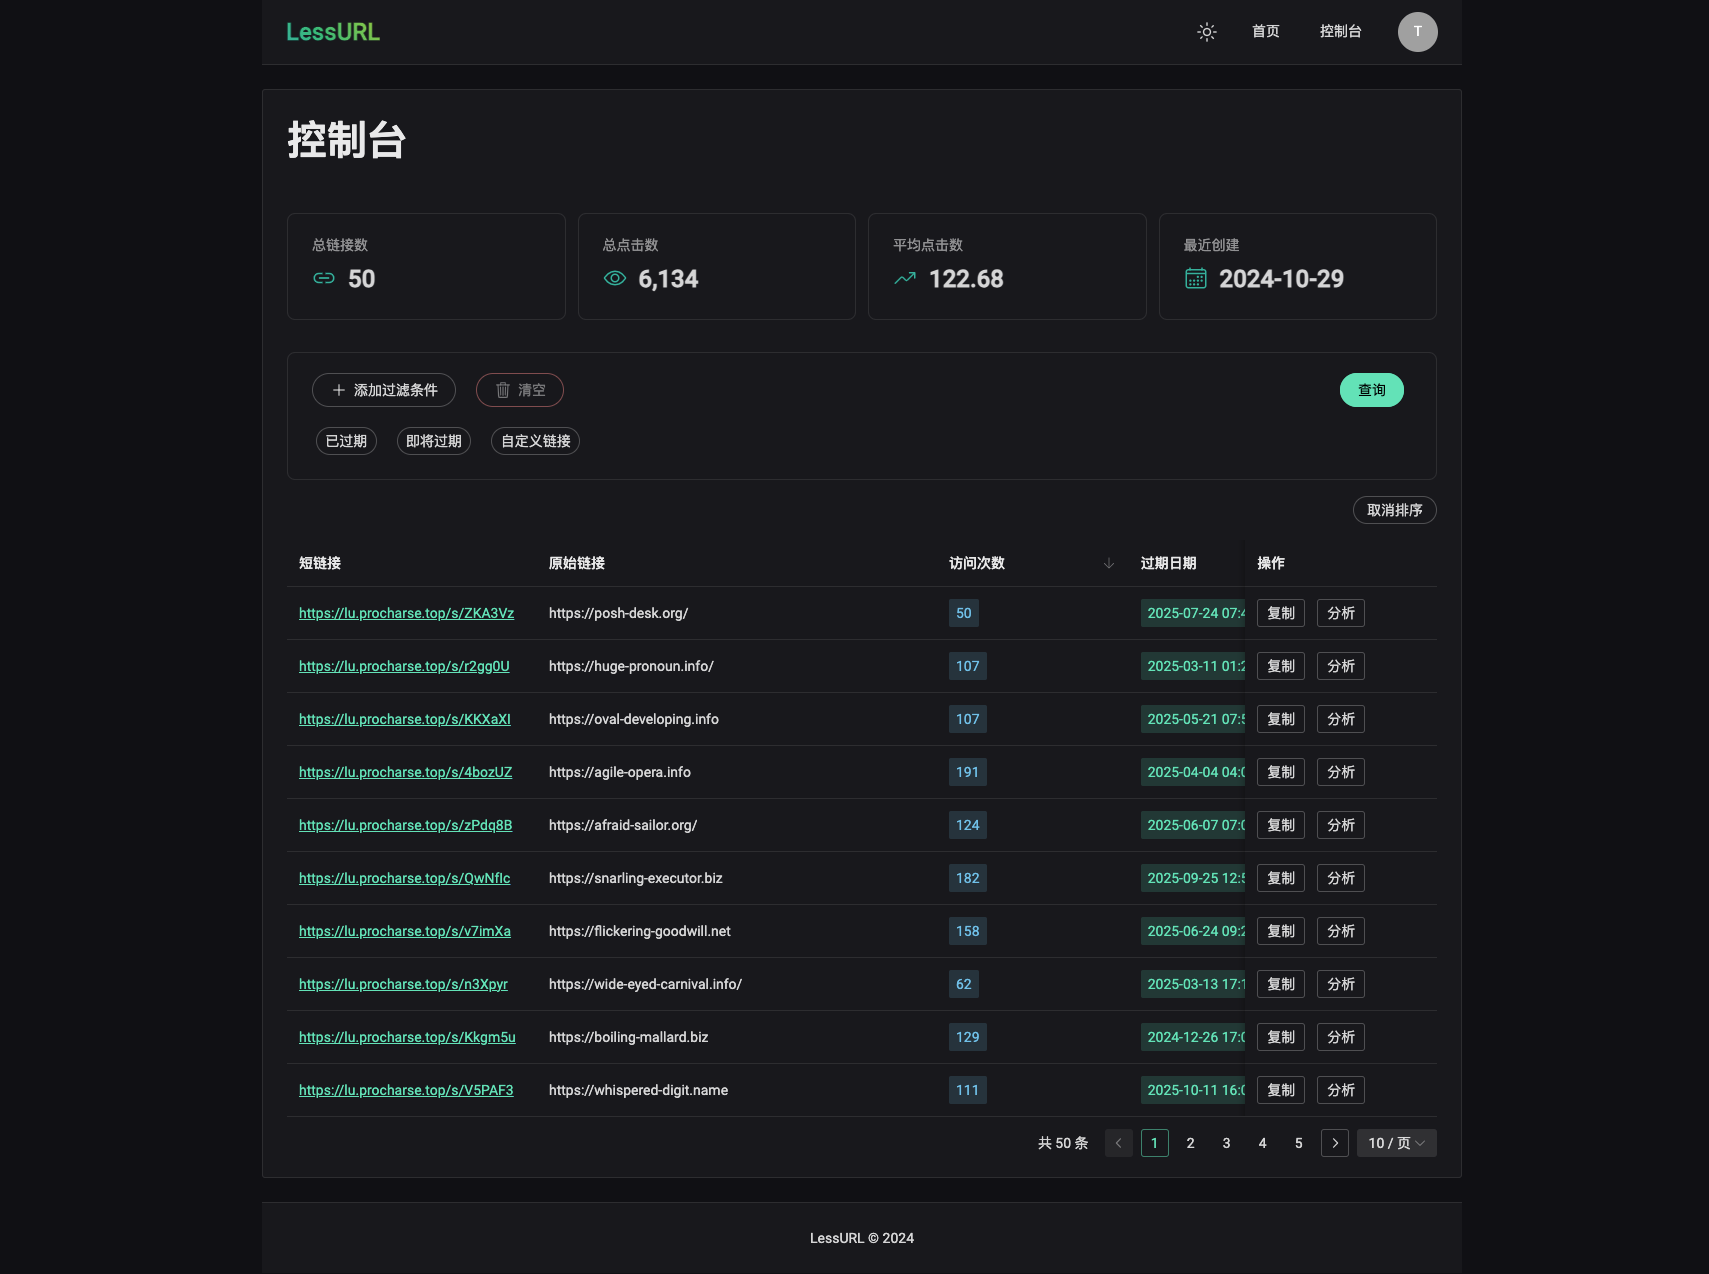 LessURL
首页 控制台 T
控制台
总链接数 总点击数 平均点击数 最近创建
50 6,134 122.68 2024-10-29
添加过滤条件 清空 查询
已过期 即将过期 自定义链接
取消排序
短链接 原始链接 访问次数 过期日期 操作
https://lu.procharse.top/s/ZKA3Vz https://posh-desk.org/ 50 2025-07-24 07:4 复制 分析
https://lu.procharse.top/s/r2gg0U https://huge-pronoun.info/ 107 2025-03-11 01:2 复制 分析
https://lu.procharse.top/s/KKXaXI https://oval-developing.info 107 2025-05-21 07:5 复制 分析
https://lu.procharse.top/s/4bozUZ https://agile-opera.info 191 2025-04-04 04:0 复制 分析
https://lu.procharse.top/s/zPdq8B https://afraid-sailor.org/ 124 2025-06-07 07:0 复制 分析
https://lu.procharse.top/s/QwNfIc https://snarling-executor.biz 182 2025-09-25 12:5 复制 分析
https://lu.procharse.top/s/v7imXa https://flickering-goodwill.net 158 2025-06-24 09:2 复制 分析
https://lu.procharse.top/s/n3Xpyr https://wide-eyed-carnival.info/ 62 2025-03-13 17:1 复制 分析
https://lu.procharse.top/s/Kkgm5u https://boiling-mallard.biz 129 2024-12-26 17:0 复制 分析
https://lu.procharse.top/s/V5PAF3 https://whispered-digit.name 111 2025-10-11 16:0 复制 分析
共 50 条 1 2 3 4 5 10 / 页
LessURL © 2024